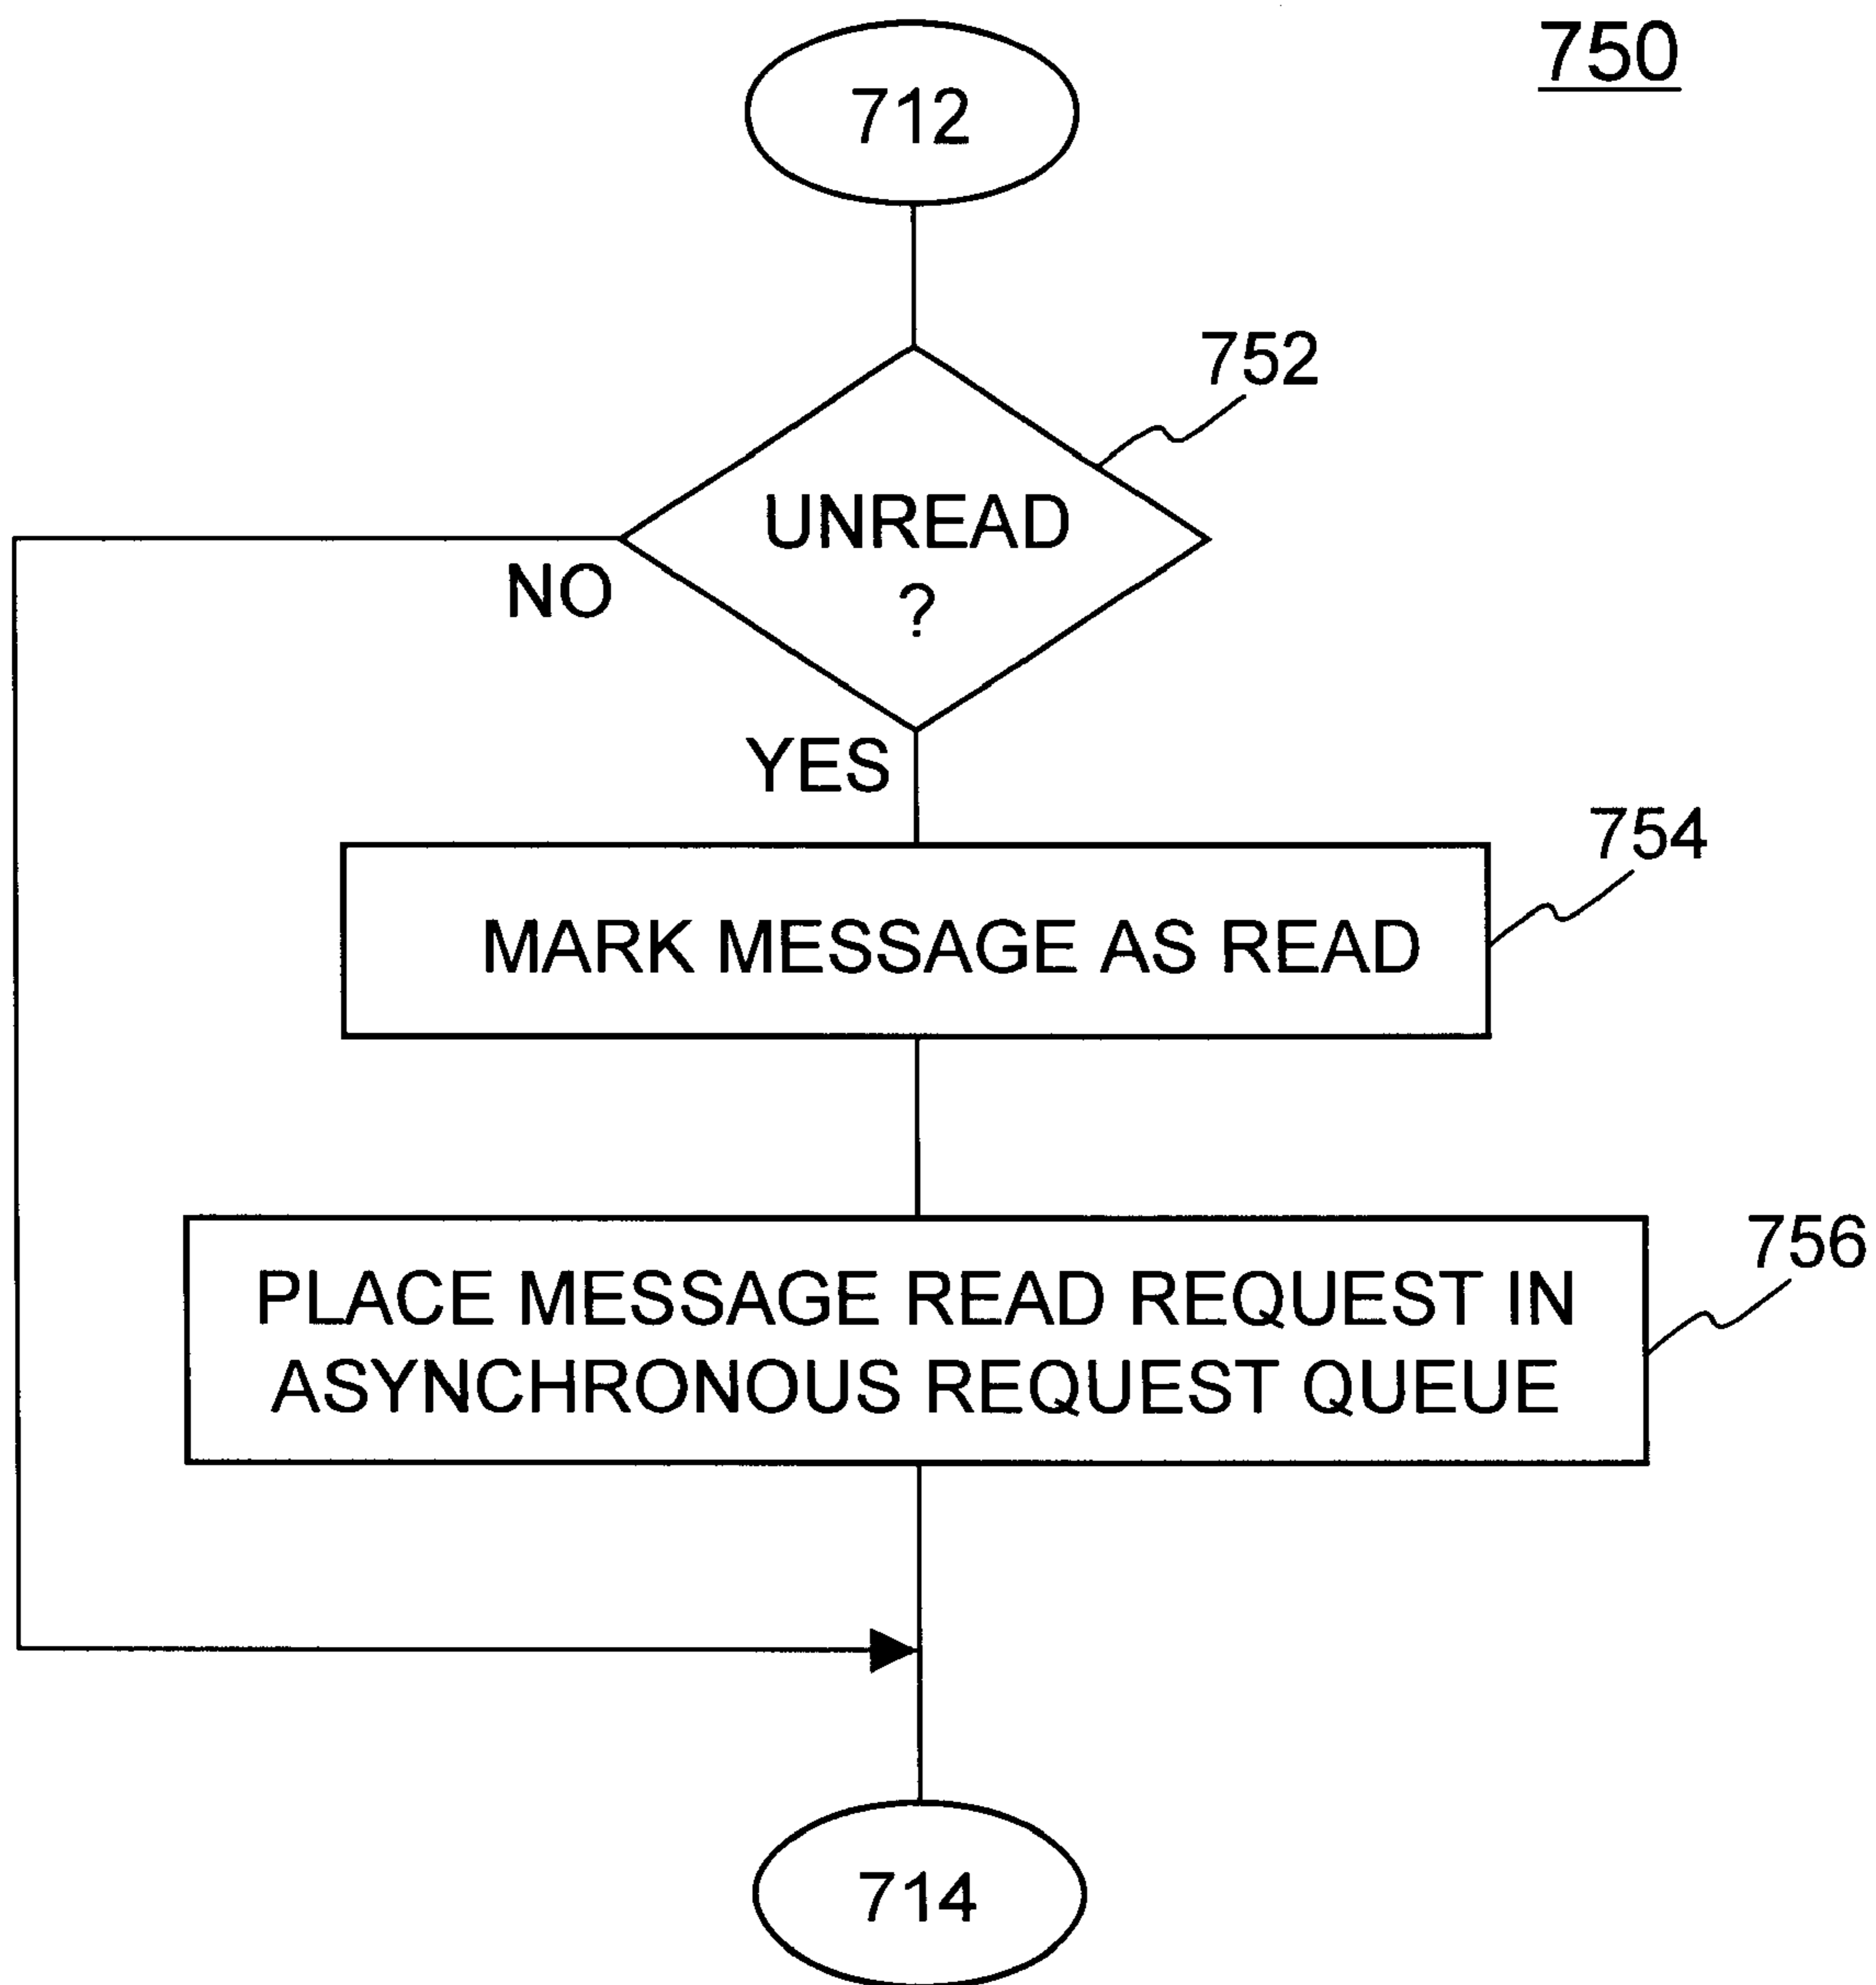 750
712
752
UNREAD
?
NO
YES
754
MARK MESSAGE AS READ
756
PLACE MESSAGE READ REQUEST IN
ASYNCHRONOUS REQUEST QUEUE
714